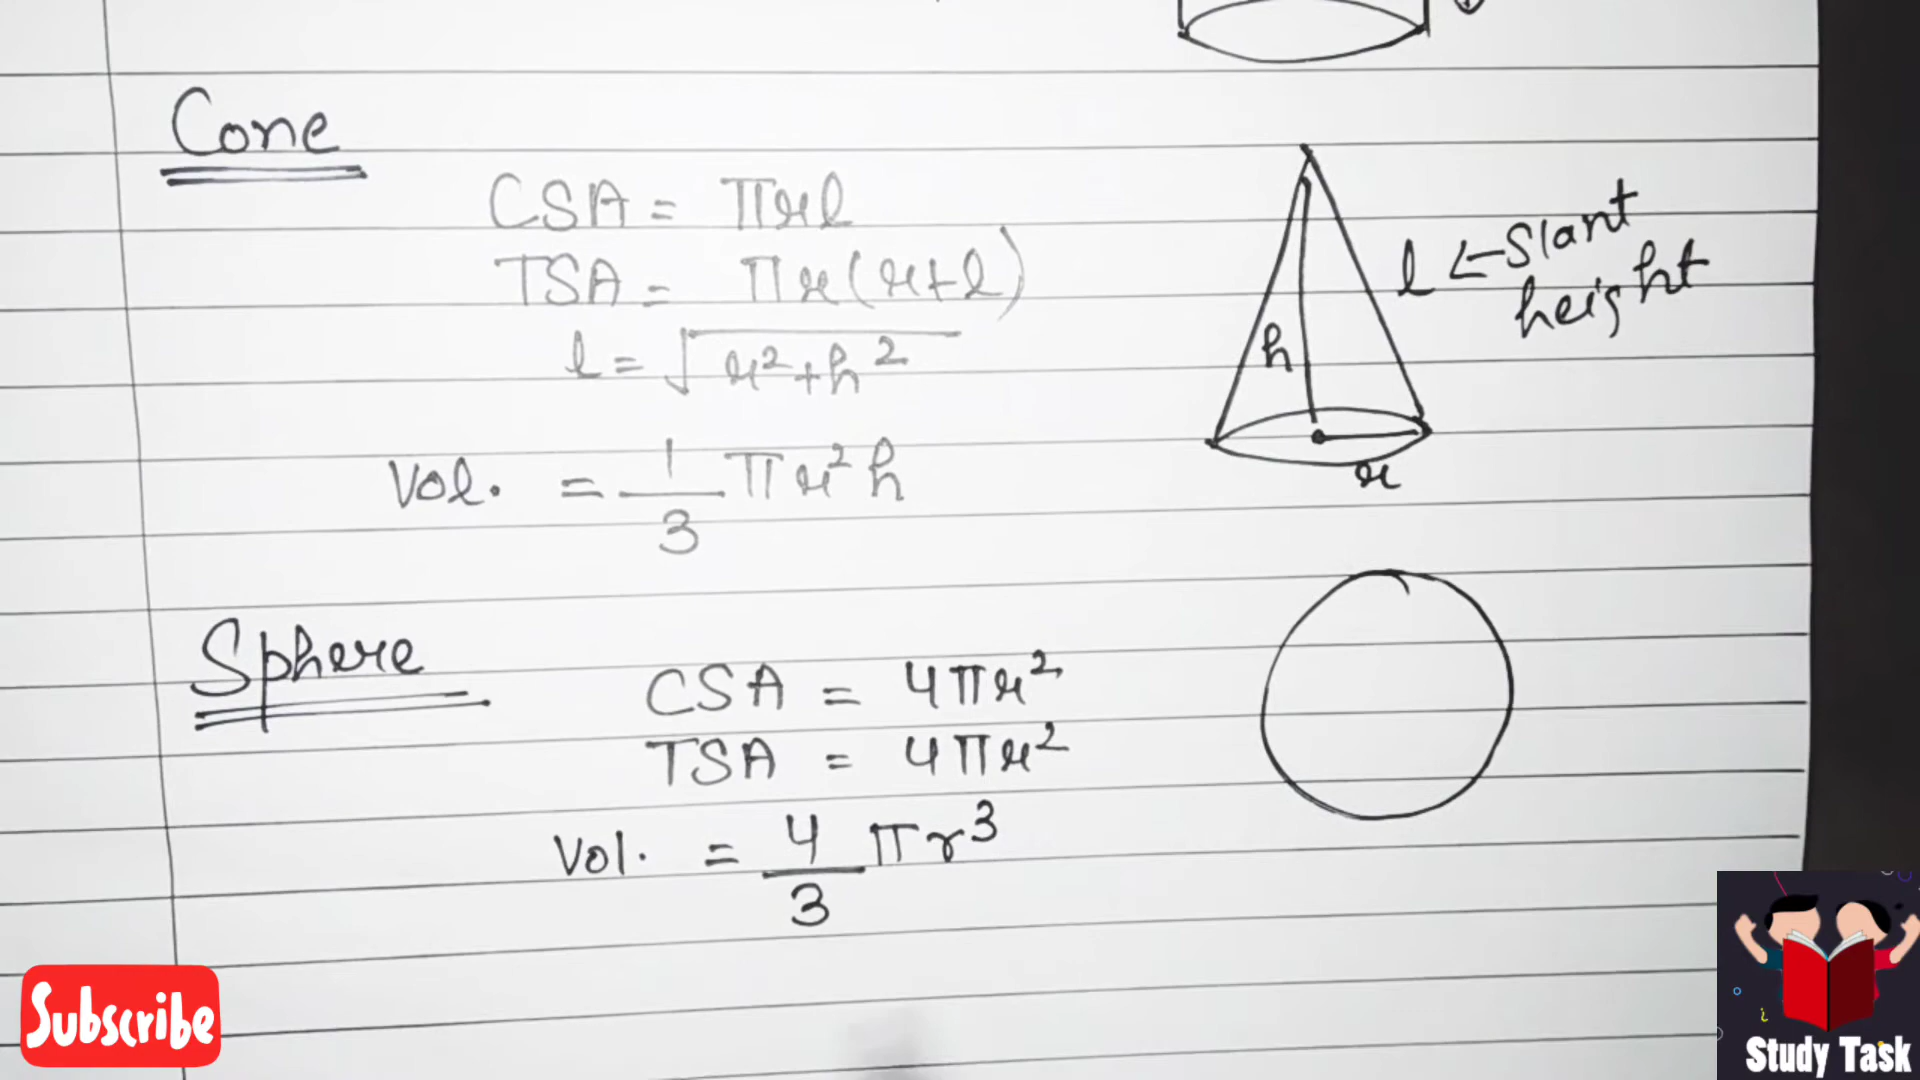 Cone
CSA = πrl
TSA = πr(r+l)
l = √r²+h²
Vol. = 1/3 πr²h
h
l ← Slant
height
r
Sphere
CSA = 4πr²
TSA = 4πr²
Vol. = 4/3 πr³
Subscribe
Study Task